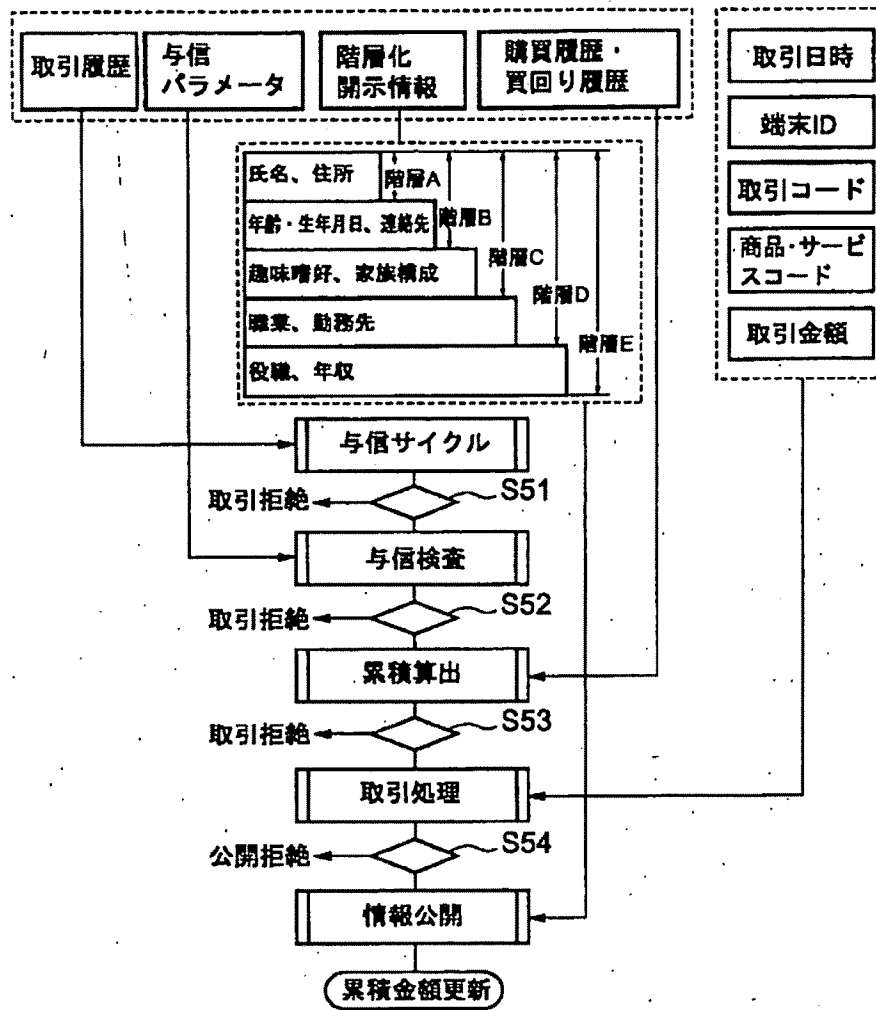 取引履歴
与信
パラメータ
階層化
開示情報
購買履歴・
買回り履歴
取引日時
端末ID
取引コード
商品・サービ
スコード
取引金額
氏名、住所
階層A
年齢・生年月日、連絡先
階層B
趣味嗜好、家族構成
階層C
職業、勤務先
階層D
役職、年収
階層E
与信サイクル
取引拒絶
S51
与信検査
取引拒絶
S52
累積算出
取引拒絶
S53
取引処理
公開拒絶
S54
情報公開
累積金額更新